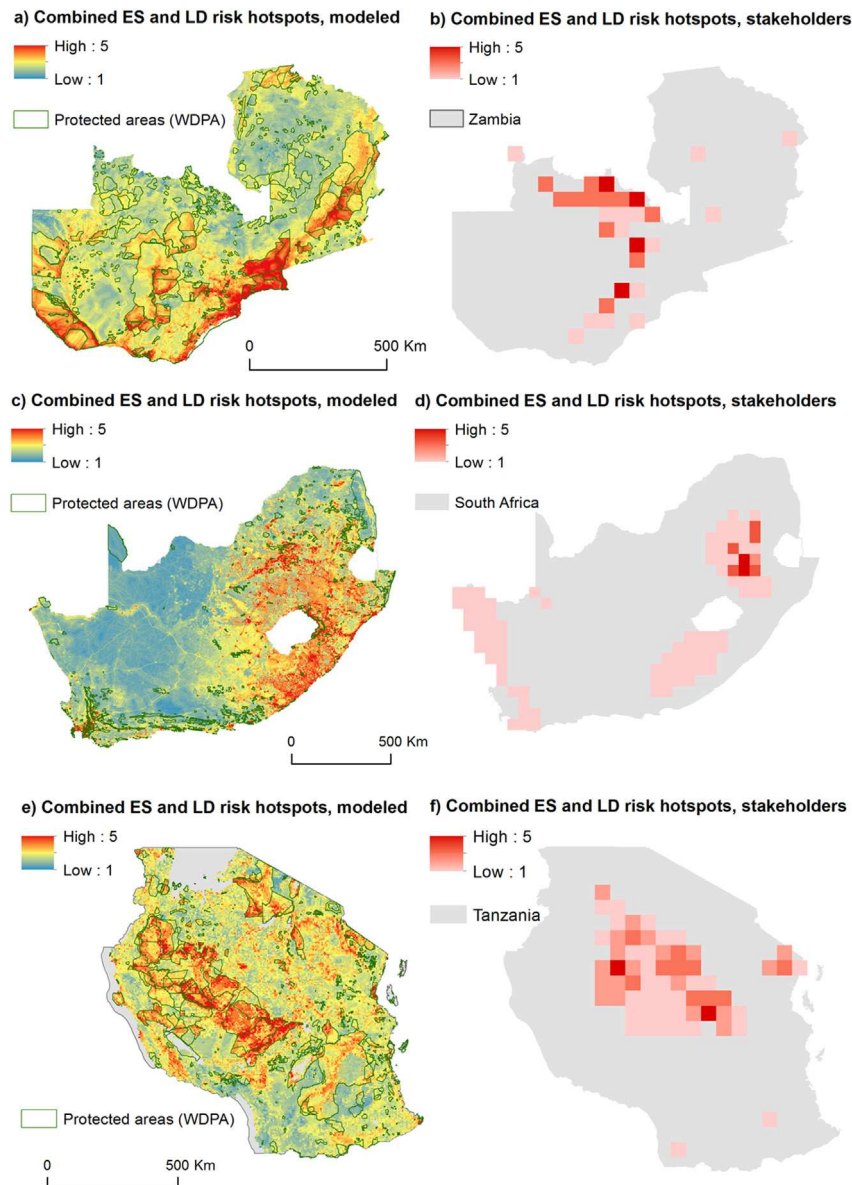 a) Combined ES and LD risk hotspots, modeled
High : 5
Low : 1
Protected areas (WDPA)
0 500 Km
b) Combined ES and LD risk hotspots, stakeholders
High : 5
Low : 1
Zambia
c) Combined ES and LD risk hotspots, modeled
High : 5
Low : 1
Protected areas (WDPA)
0 500 Km
d) Combined ES and LD risk hotspots, stakeholders
High : 5
Low : 1
South Africa
e) Combined ES and LD risk hotspots, modeled
High : 5
Low : 1
Protected areas (WDPA)
0 500 Km
f) Combined ES and LD risk hotspots, stakeholders
High : 5
Low : 1
Tanzania